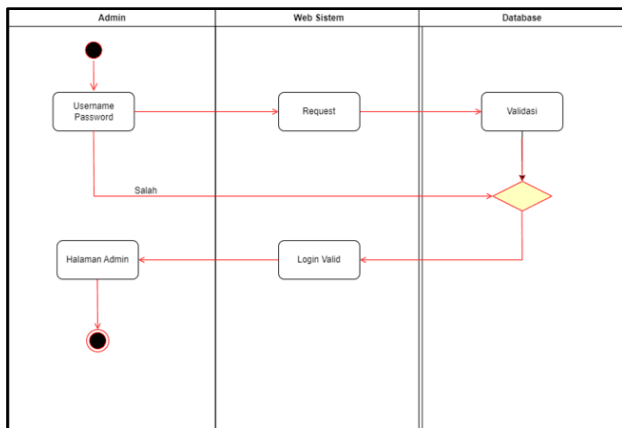 Admin
Web Sistem
Database
Username
Password
Request
Validasi
Salah
Halaman Admin
Login Valid